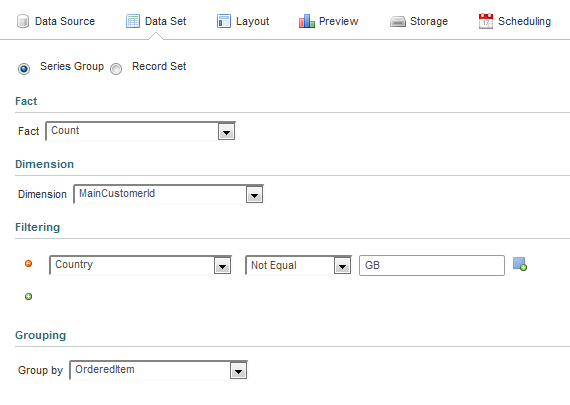 Data Source Data Set Layout Preview Storage Scheduling
Series Group Record Set
Fact
Fact Count
Dimension
Dimension MainCustomerId
Filtering
Country Not Equal GB
Grouping
Group by OrderedItem